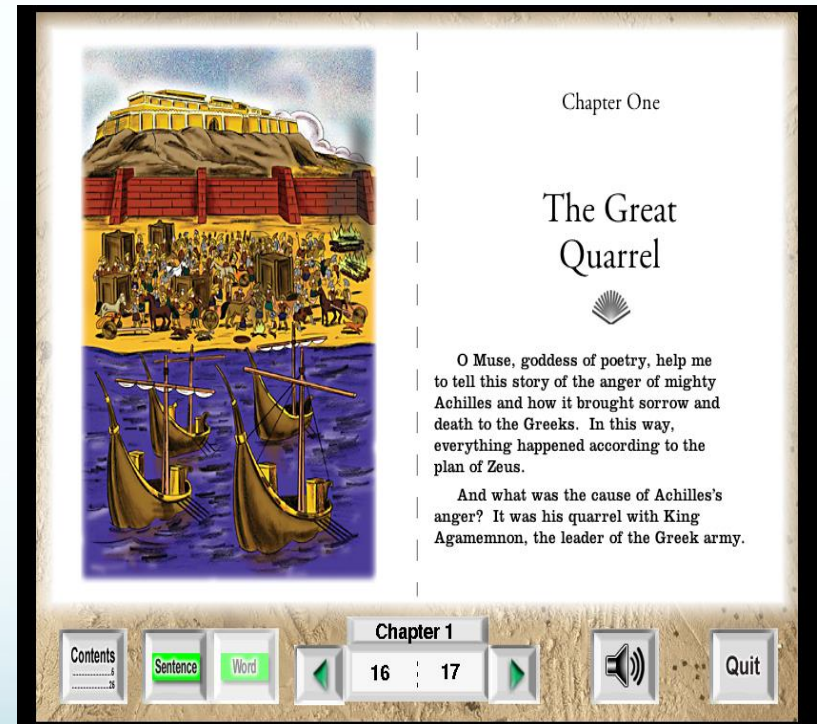 Chapter One
The Great
Quarrel
O Muse, goddess of poetry, help me
to tell this story of the anger of mighty
Achilles and how it brought sorrow and
death to the Greeks.  In this way,
everything happened according to the
plan of Zeus.
And what was the cause of Achilles's
anger?  It was his quarrel with King
Agamemnon, the leader of the Greek army.
Contents
Sentence
Word
Chapter 1
16
17
Quit